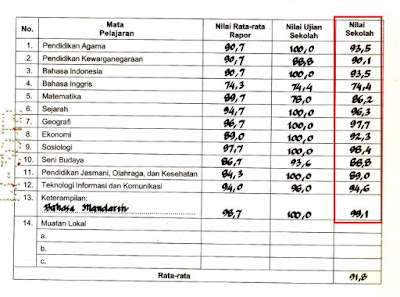 No. Mata Pelajaran Nilai Rata-rata Rapor Nilai Ujian Sekolah Nilai Sekolah
1. Pendidikan Agama 90,7 100,0 93,5
2. Pendidikan Kewarganegaraan 90,7 88,8 90,1
3. Bahasa Indonesia 90,7 100,0 93,5
4. Bahasa Inggris 74,3 74,4 74,4
5. Matematika 89,7 78,0 86,2
6. Sejarah 94,7 100,0 96,3
7. Geografi 96,7 100,0 97,7
8. Ekonomi 89,0 100,0 92,3
9. Sosiologi 97,7 100,0 98,4
10. Seni Budaya 86,7 93,6 88,8
11. Pendidikan Jasmani, Olahraga, dan Kesehatan 84,3 100,0 89,0
12. Teknologi Informasi dan Komunikasi 94,0 96,0 94,6
13. Keterampilan:
Bahasa Mandarin 98,7 100,0 99,1
14. Muatan Lokal
a.
b.
c.
Rata-rata 91,8